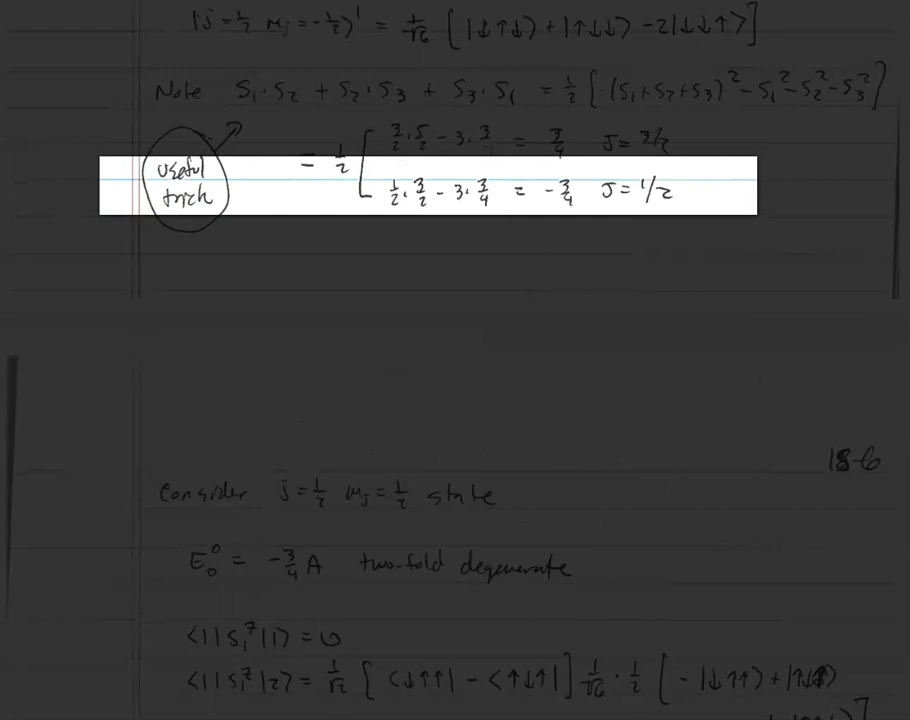 |j=½ m_j=-½⟩' = 1/√6 [|↓↑↓⟩ + |↑↓↓⟩ - 2|↓↓↑⟩]
Note S₁·S₂ + S₂·S₃ + S₃·S₁ = ½ [(S₁+S₂+S₃)² - S₁² - S₂² - S₃²]
useful trick
= ½ [ 3/2·5/2 - 3·3/4 = 3/4 J=3/2
1/2·3/2 - 3·3/4 = -3/4 J=1/2
18-6
Consider j=½ m_j=½ state
E₀⁰ = -3/4 A two-fold degenerate
⟨1|S₁ᶻ|1⟩ = 0
⟨1|S₁ᶻ|2⟩ = 1/√2 [⟨↓↑↑| - ⟨↑↓↑|] 1/√6 · ½ [-|↓↑↑⟩ +